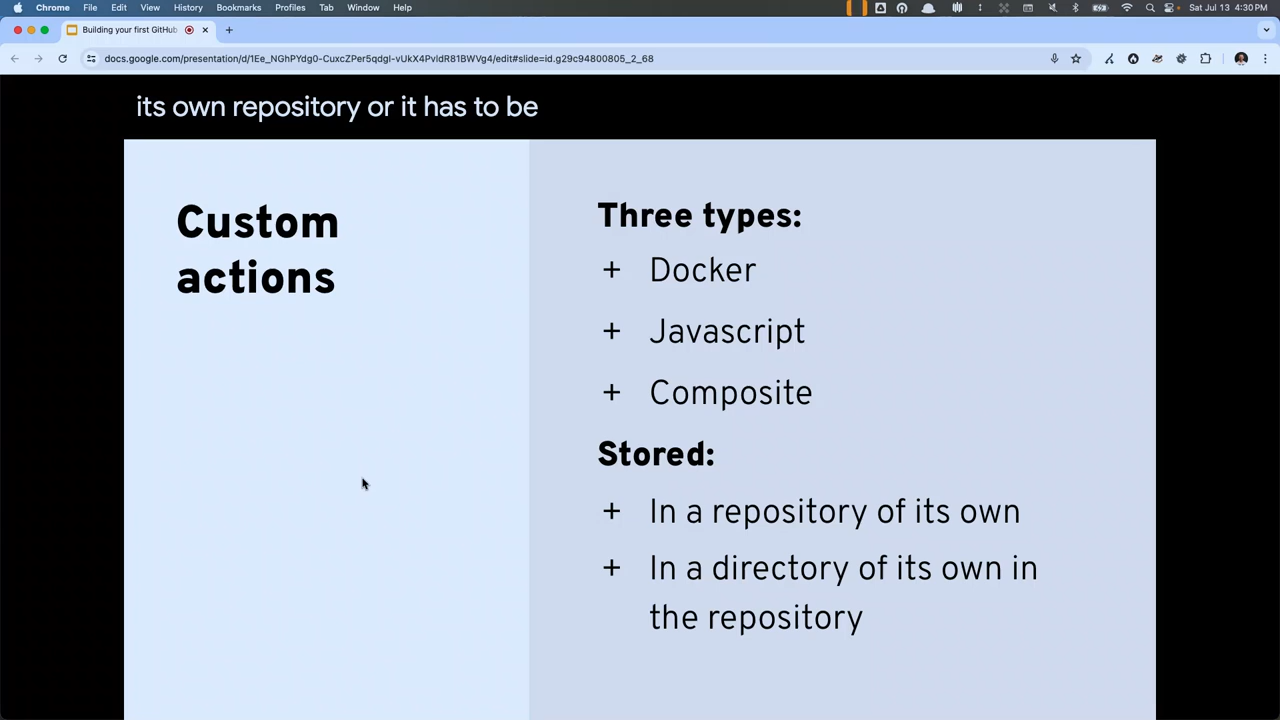 Chrome File Edit View History Bookmarks Profiles Tab Window Help Sat Jul 13 4:30 PM
Building your first GitHub
docs.google.com/presentation/d/1Ee_NGhPYdg0-CuxcZPer5qdgI-vUkX4PvldR81BWVg4/edit#slide=id.g29c94800805_2_68
its own repository or it has to be
Custom
actions
Three types:
+ Docker
+ Javascript
+ Composite
Stored:
+ In a repository of its own
+ In a directory of its own in
the repository